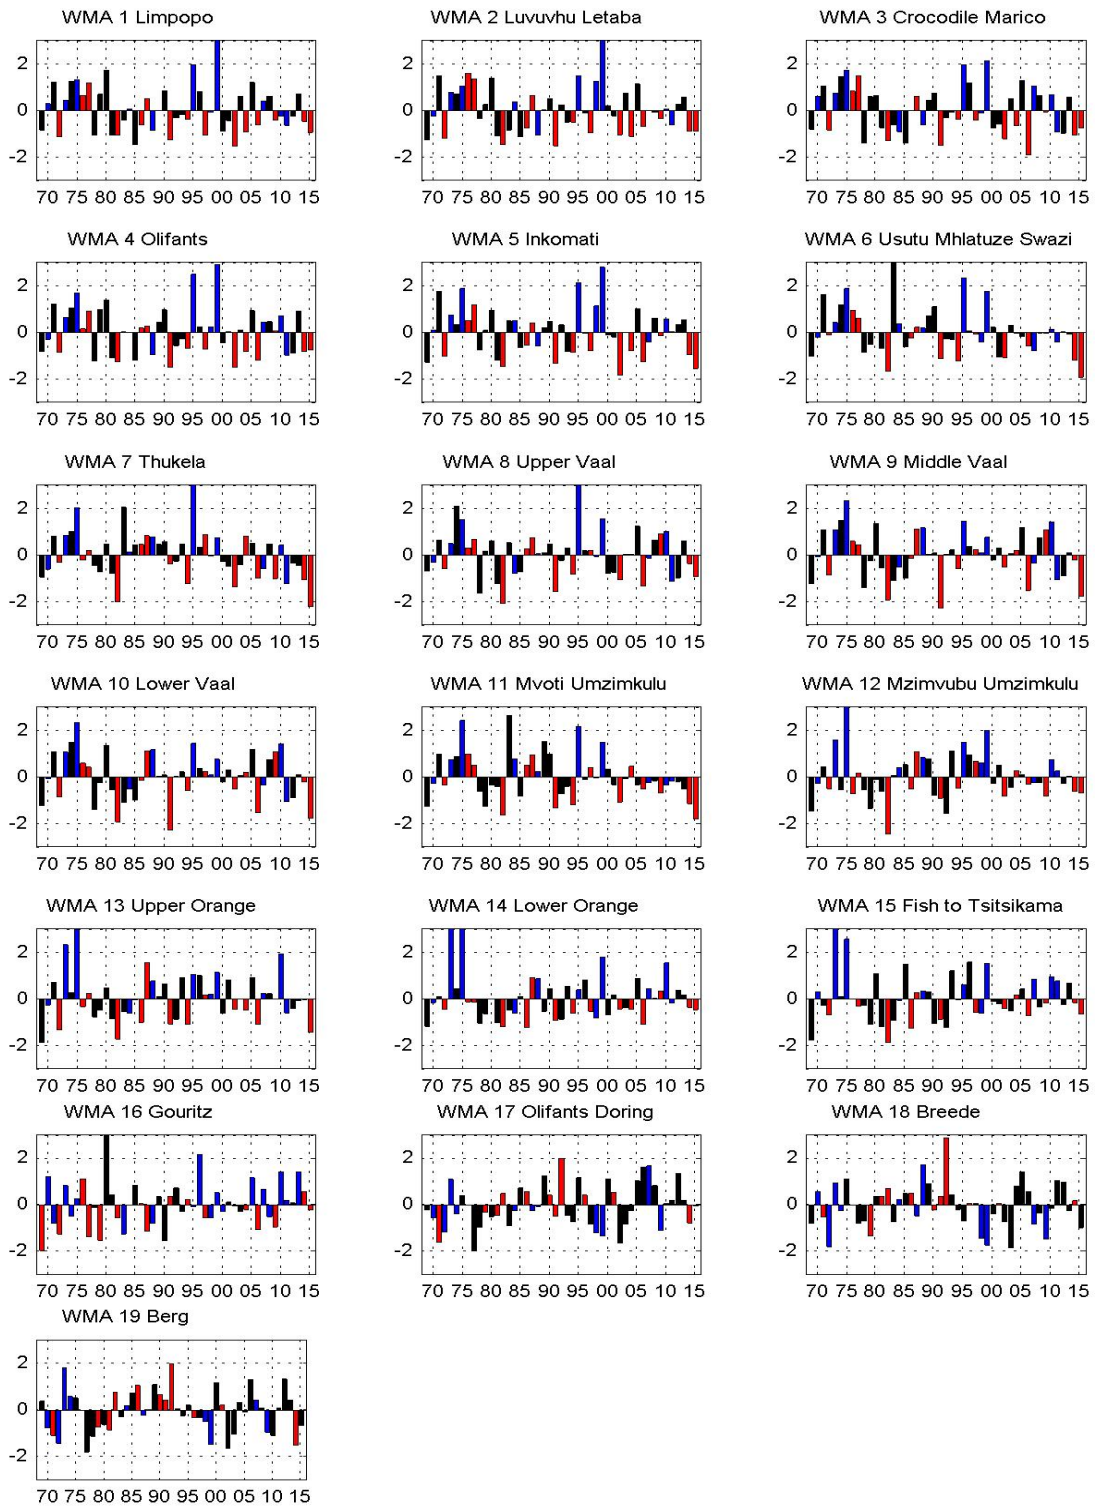 WMA 1 Limpopo WMA 2 Luvuvhu Letaba WMA 3 Crocodile Marico
2 2 2
0 0 0
-2 -2 -2
70 75 80 85 90 95 00 05 10 15 70 75 80 85 90 95 00 05 10 15 70 75 80 85 90 95 00 05 10 15
WMA 4 Olifants WMA 5 Inkomati WMA 6 Usutu Mhlatuze Swazi
2 2 2
0 0 0
-2 -2 -2
70 75 80 85 90 95 00 05 10 15 70 75 80 85 90 95 00 05 10 15 70 75 80 85 90 95 00 05 10 15
WMA 7 Thukela WMA 8 Upper Vaal WMA 9 Middle Vaal
2 2 2
0 0 0
-2 -2 -2
70 75 80 85 90 95 00 05 10 15 70 75 80 85 90 95 00 05 10 15 70 75 80 85 90 95 00 05 10 15
WMA 10 Lower Vaal WMA 11 Mvoti Umzimkulu WMA 12 Mzimvubu Umzimkulu
2 2 2
0 0 0
-2 -2 -2
70 75 80 85 90 95 00 05 10 15 70 75 80 85 90 95 00 05 10 15 70 75 80 85 90 95 00 05 10 15
WMA 13 Upper Orange WMA 14 Lower Orange WMA 15 Fish to Tsitsikama
2 2 2
0 0 0
-2 -2 -2
70 75 80 85 90 95 00 05 10 15 70 75 80 85 90 95 00 05 10 15 70 75 80 85 90 95 00 05 10 15
WMA 16 Gouritz WMA 17 Olifants Doring WMA 18 Breede
2 2 2
0 0 0
-2 -2 -2
70 75 80 85 90 95 00 05 10 15 70 75 80 85 90 95 00 05 10 15 70 75 80 85 90 95 00 05 10 15
WMA 19 Berg
2
0
-2
70 75 80 85 90 95 00 05 10 15